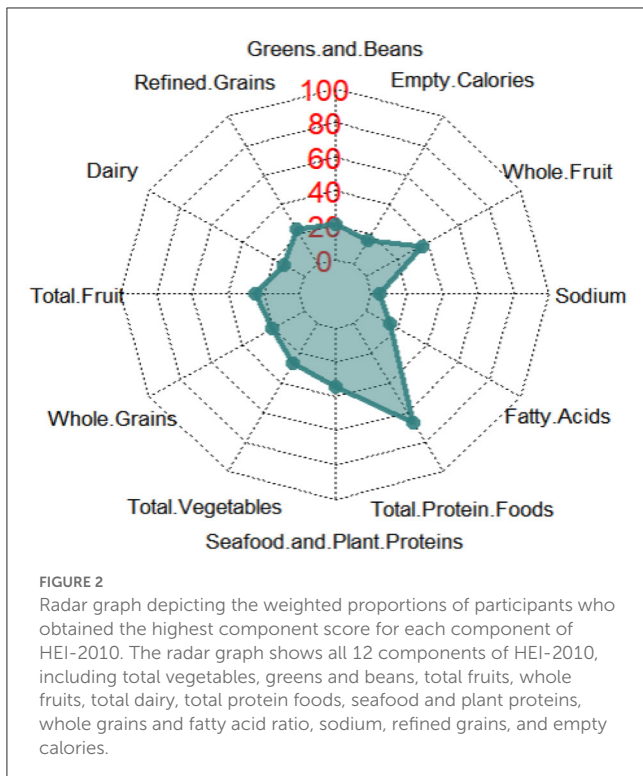 Greens.and.Beans
Refined.Grains
100
Empty.Calories
80
Dairy
60
Whole.Fruit
40
20
0
Total.Fruit
Sodium
Whole.Grains
Fatty.Acids
Total.Vegetables
Total.Protein.Foods
Seafood.and.Plant.Proteins
FIGURE 2
Radar graph depicting the weighted proportions of participants who
obtained the highest component score for each component of
HEI-2010. The radar graph shows all 12 components of HEI-2010,
including total vegetables, greens and beans, total fruits, whole
fruits, total dairy, total protein foods, seafood and plant proteins,
whole grains and fatty acid ratio, sodium, refined grains, and empty
calories.